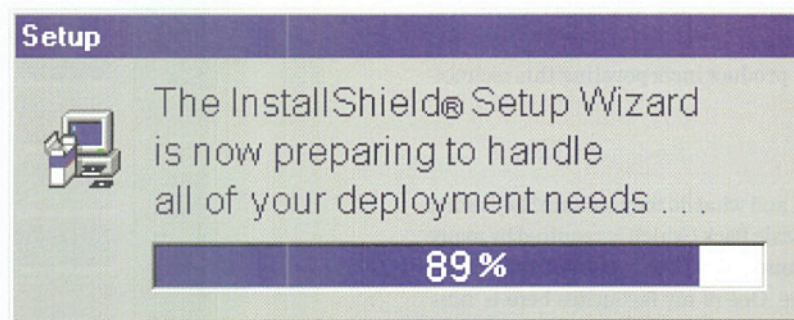 Setup
The InstallShield® Setup Wizard
is now preparing to handle
all of your deployment needs . . .
89%